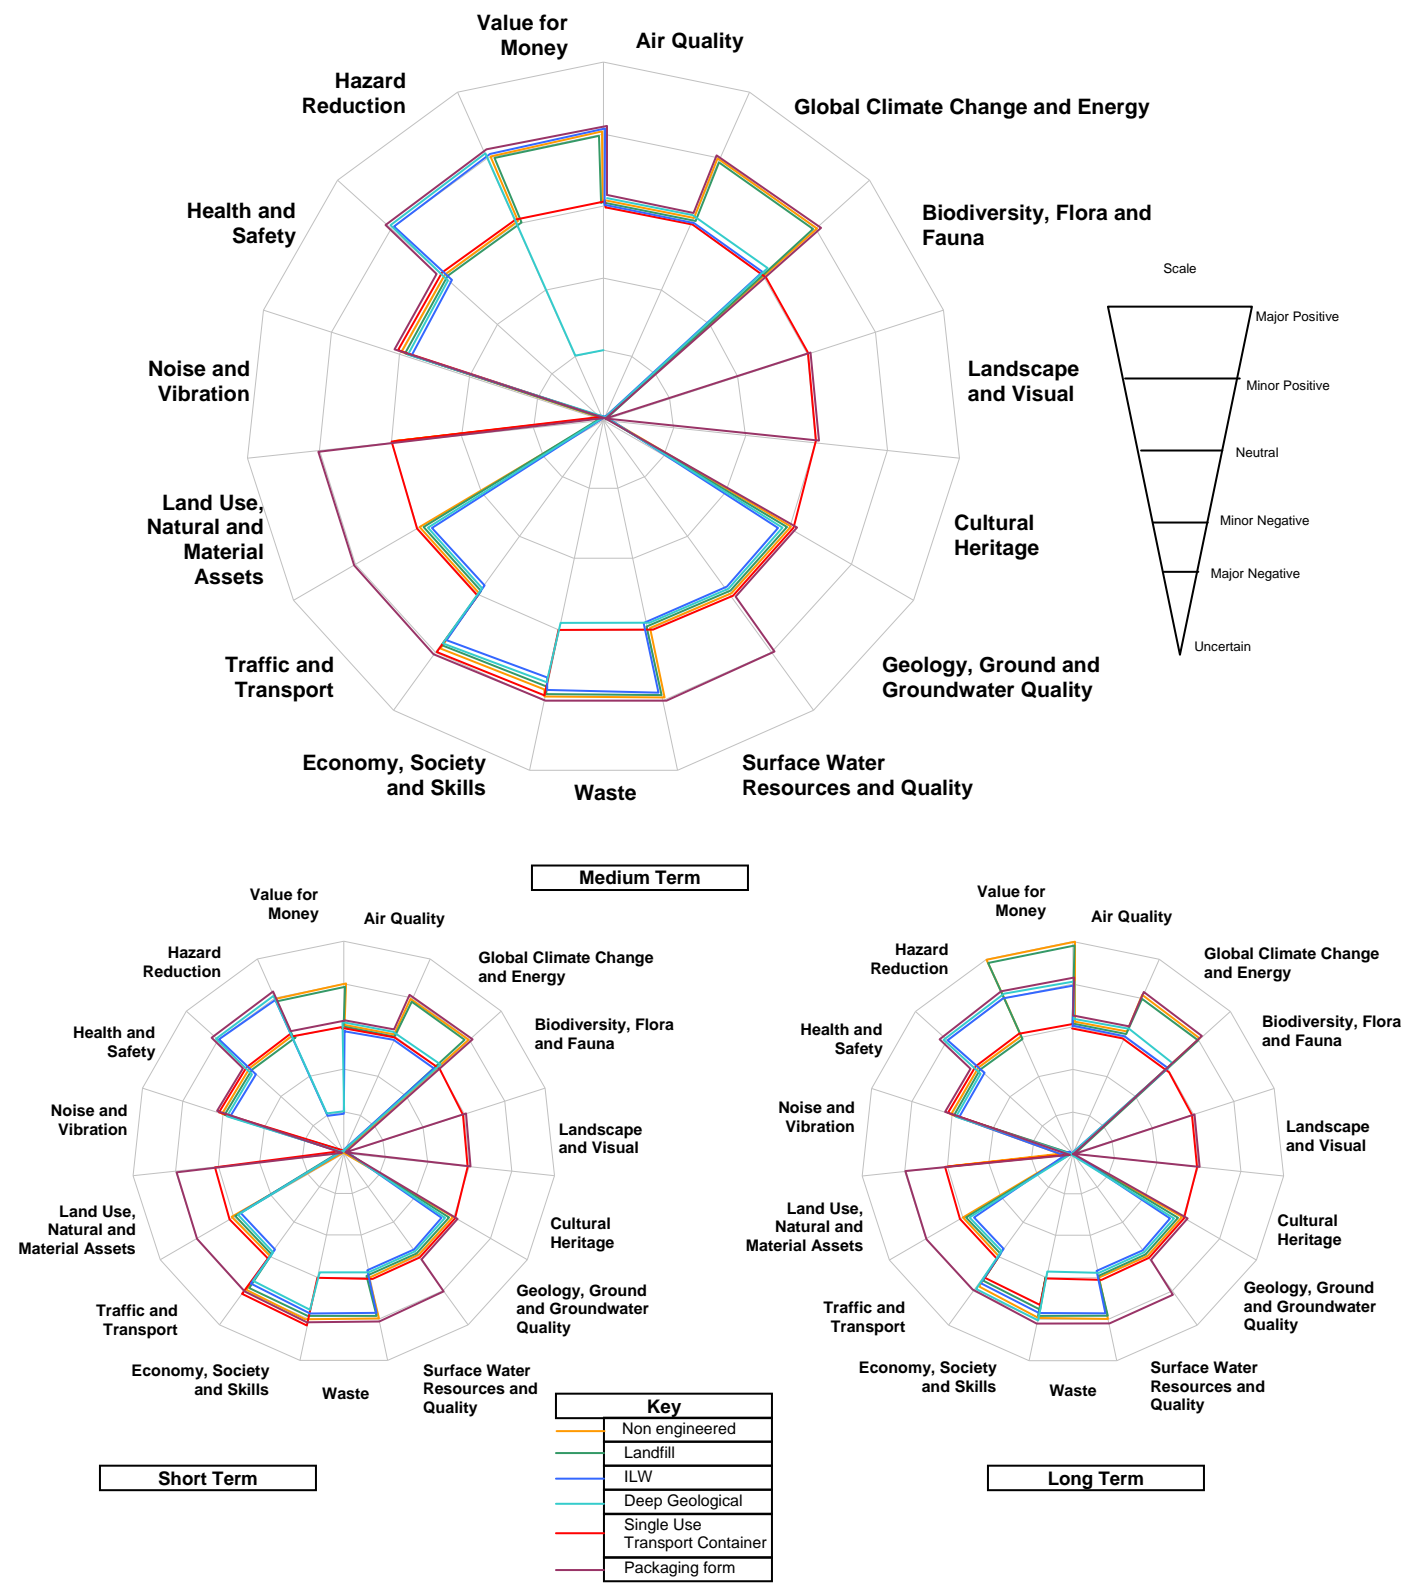 Value for
Money
Air Quality
Hazard
Reduction
Global Climate Change and Energy
Health and
Safety
Biodiversity, Flora and
Fauna
Noise and
Vibration
Landscape
and Visual
Land Use,
Natural and
Material
Assets
Cultural
Heritage
Traffic and
Transport
Geology, Ground and
Groundwater Quality
Economy, Society
and Skills
Waste
Surface Water
Resources and Quality
Scale
Major Positive
Minor Positive
Neutral
Minor Negative
Major Negative
Uncertain
Medium Term
Value for
Money
Air Quality
Hazard
Reduction
Global Climate Change
and Energy
Health and
Safety
Biodiversity, Flora
and Fauna
Noise and
Vibration
Landscape
and Visual
Land Use,
Natural and
Material Assets
Cultural
Heritage
Traffic and
Transport
Geology, Ground
and Groundwater
Quality
Economy, Society
and Skills
Waste
Surface Water
Resources and
Quality
Short Term
Value for
Money
Air Quality
Hazard
Reduction
Global Climate Change
and Energy
Health and
Safety
Biodiversity, Flora
and Fauna
Noise and
Vibration
Landscape
and Visual
Land Use,
Natural and
Material Assets
Cultural
Heritage
Traffic and
Transport
Geology, Ground
and Groundwater
Quality
Economy, Society
and Skills
Waste
Surface Water
Resources and
Quality
Long Term
Key
Non engineered
Landfill
ILW
Deep Geological
Single Use
Transport Container
Packaging form